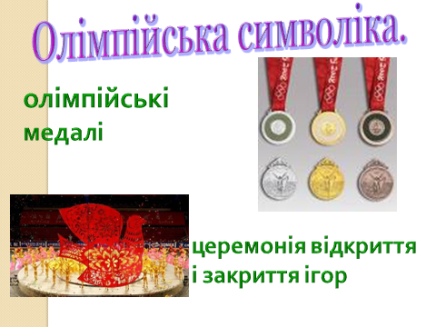 Олімпійська символіка.
олімпійські
медалі
церемонія відкриття
і закриття ігор